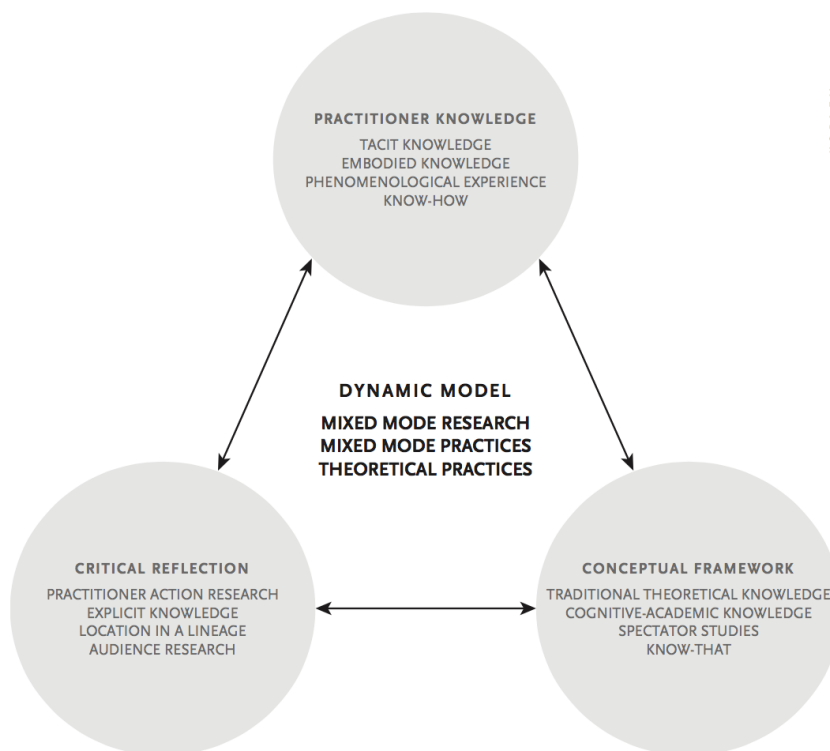 PRACTITIONER KNOWLEDGE
TACIT KNOWLEDGE
EMBODIED KNOWLEDGE
PHENOMENOLOGICAL EXPERIENCE
KNOW-HOW
DYNAMIC MODEL
MIXED MODE RESEARCH
MIXED MODE PRACTICES
THEORETICAL PRACTICES
CRITICAL REFLECTION
PRACTITIONER ACTION RESEARCH
EXPLICIT KNOWLEDGE
LOCATION IN A LINEAGE
AUDIENCE RESEARCH
CONCEPTUAL FRAMEWORK
TRADITIONAL THEORETICAL KNOWLEDGE
COGNITIVE-ACADEMIC KNOWLEDGE
SPECTATOR STUDIES
KNOW-THAT